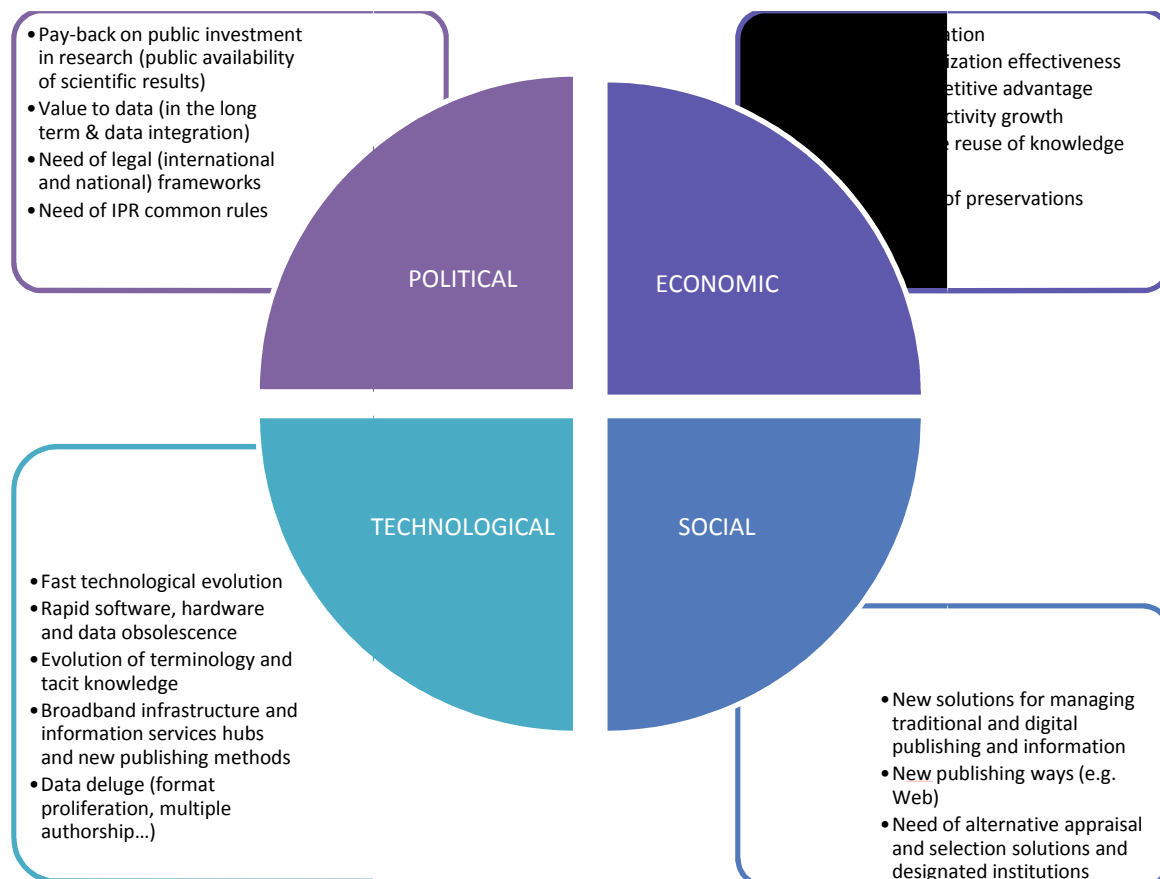 • Pay-back on public investment
in research (public availability
of scientific results)
• Value to data (in the long
term & data integration)
• Need of legal (international
and national) frameworks
• Need of IPR common rules
effectiveness
advantage
growth
reuse of knowledge
of preservations
POLITICAL
ECONOMIC
TECHNOLOGICAL
SOCIAL
• Fast technological evolution
• Rapid software, hardware
and data obsolescence
• Evolution of terminology and
tacit knowledge
• Broadband infrastructure and
information services hubs
and new publishing methods
• Data deluge (format
proliferation, multiple
authorship…)
• New solutions for managing
traditional and digital
publishing and information
• New publishing ways (e.g.
Web)
• Need of alternative appraisal
and selection solutions and
designated institutions